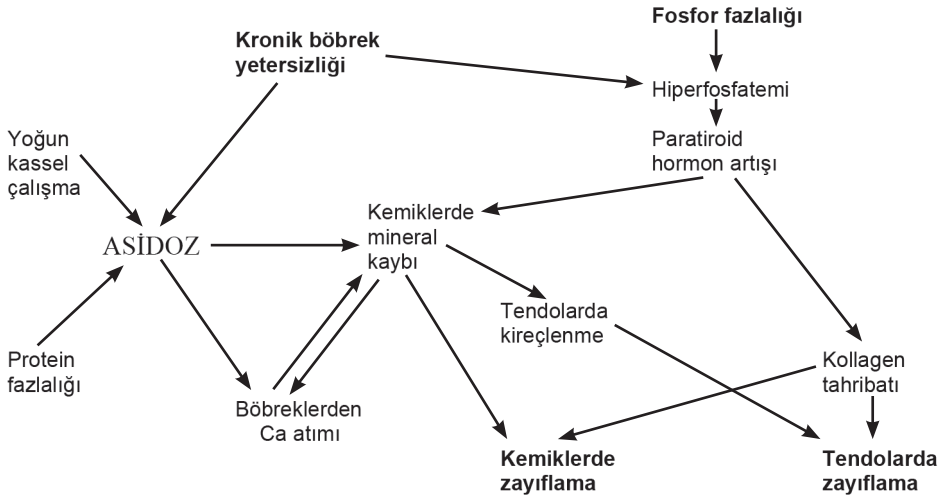 Fosfor fazlalığı
Kronik böbrek
yetersizliği
Hiperfosfatemi
Yoğun
kassel
çalışma
Paratiroid
hormon artışı
ASİDOZ
Kemiklerde
mineral
kaybı
Tendolarda
kireçlenme
Protein
fazlalığı
Kollagen
tahribatı
Böbreklerden
Ca atımı
Kemiklerde
zayıflama
Tendolarda
zayıflama